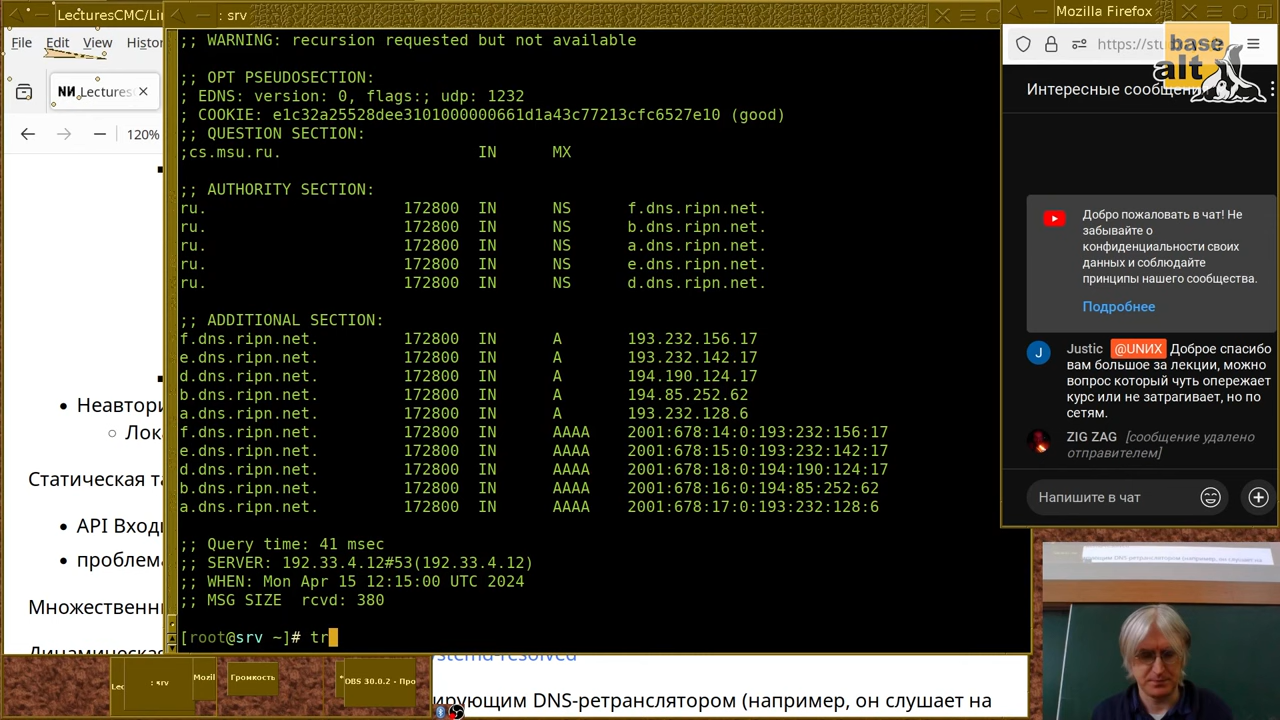 LecturesCMC/Lin
: srv
Mozilla Firefox
File Edit View Histor
NИ Lectures
120%
https://stu
base
alt
Интересные сообщени
;; WARNING: recursion requested but not available
;; OPT PSEUDOSECTION:
; EDNS: version: 0, flags:; udp: 1232
; COOKIE: e1c32a25528dee3101000000661d1a43c77213cfc6527e10 (good)
;; QUESTION SECTION:
;cs.msu.ru. IN MX
;; AUTHORITY SECTION:
ru. 172800 IN NS f.dns.ripn.net.
ru. 172800 IN NS b.dns.ripn.net.
ru. 172800 IN NS a.dns.ripn.net.
ru. 172800 IN NS e.dns.ripn.net.
ru. 172800 IN NS d.dns.ripn.net.
;; ADDITIONAL SECTION:
f.dns.ripn.net. 172800 IN A 193.232.156.17
e.dns.ripn.net. 172800 IN A 193.232.142.17
d.dns.ripn.net. 172800 IN A 194.190.124.17
b.dns.ripn.net. 172800 IN A 194.85.252.62
a.dns.ripn.net. 172800 IN A 193.232.128.6
f.dns.ripn.net. 172800 IN AAAA 2001:678:14:0:193:232:156:17
e.dns.ripn.net. 172800 IN AAAA 2001:678:15:0:193:232:142:17
d.dns.ripn.net. 172800 IN AAAA 2001:678:18:0:194:190:124:17
b.dns.ripn.net. 172800 IN AAAA 2001:678:16:0:194:85:252:62
a.dns.ripn.net. 172800 IN AAAA 2001:678:17:0:193:232:128:6
;; Query time: 41 msec
;; SERVER: 192.33.4.12#53(192.33.4.12)
;; WHEN: Mon Apr 15 12:15:00 UTC 2024
;; MSG SIZE rcvd: 380
[root@srv ~]# tr
• Неавтори
○ Лока
Статическая та
• API Входи
• проблема
Множественны
Добро пожаловать в чат! Не
забывайте о
конфиденциальности своих
данных и соблюдайте
принципы нашего сообщества.
Подробнее
J Justic @UNИX Доброе спасибо
вам большое за лекции, можно
вопрос который чуть опережает
курс или не затрагивает, но по
сетям.
ZIG ZAG [сообщение удалено
отправителем]
Напишите в чат
stemd-resolved
ирующим DNS-ретранслятором (например, он слушает на
Lec
: srv
Mozil
Громкость
OBS 30.0.2 - Про